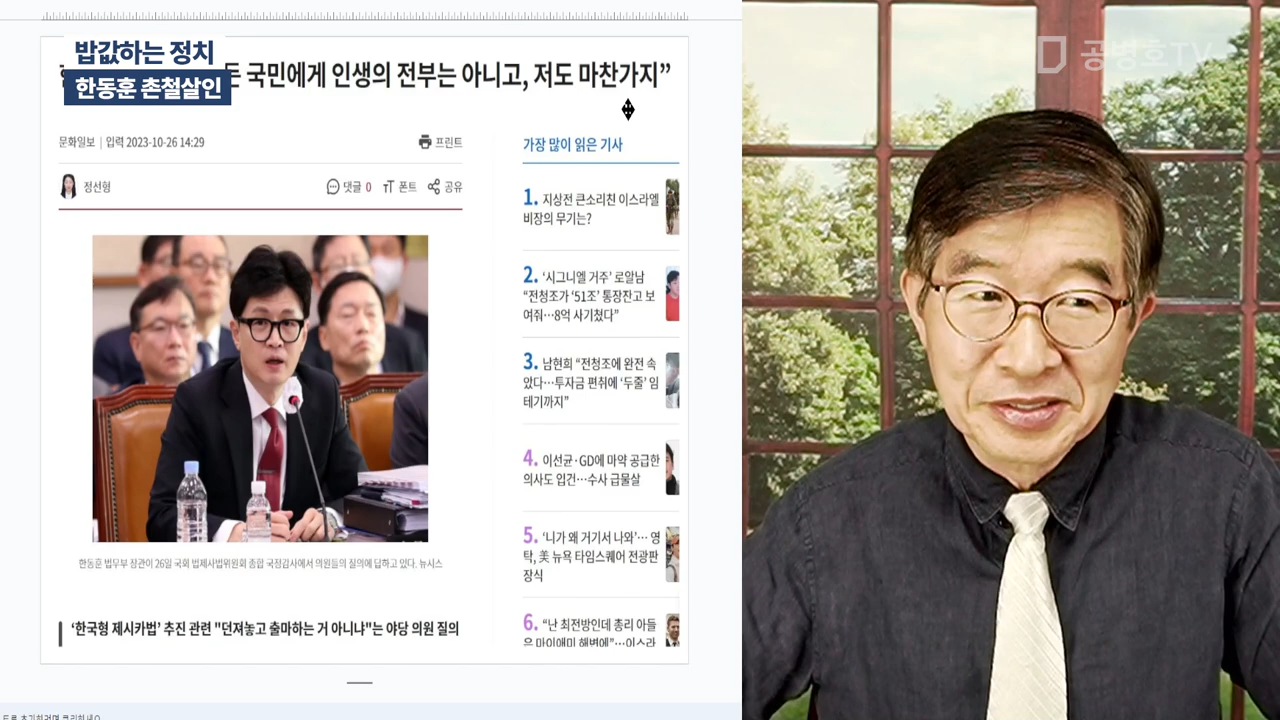 밥값하는 정치
한동훈 촌철살인
든 국민에게 인생의 전부는 아니고, 저도 마찬가지”
공병호TV
문화일보 | 입력 2023-10-26 14:29
프린트
정선형
댓글 0
폰트
공유
가장 많이 읽은 기사
1. 지상전 큰소리친 이스라엘
비장의 무기는?
2. ‘시그니엘 거주’ 로알남
“전청조가 ‘51조’ 통장잔고 보
여줘…8억 사기쳤다”
3. 남현희 “전청조에 완전 속
았다…투자금 편취에 ‘두줄’ 임
테기까지”
4. 이선균·GD에 마약 공급한
의사도 입건…수사 급물살
5. ‘니가 왜 거기서 나와’… 영
탁, 美 뉴욕 타임스퀘어 전광판
장식
6. “난 최전방인데 총리 아들
은 마이애미 해변에”…이스라
한동훈 법무부 장관이 26일 국회 법제사법위원회 종합 국정감사에서 의원들의 질의에 답하고 있다. 뉴시스
‘한국형 제시카법’ 추진 관련 "던져놓고 출마하는 거 아니냐"는 야당 의원 질의